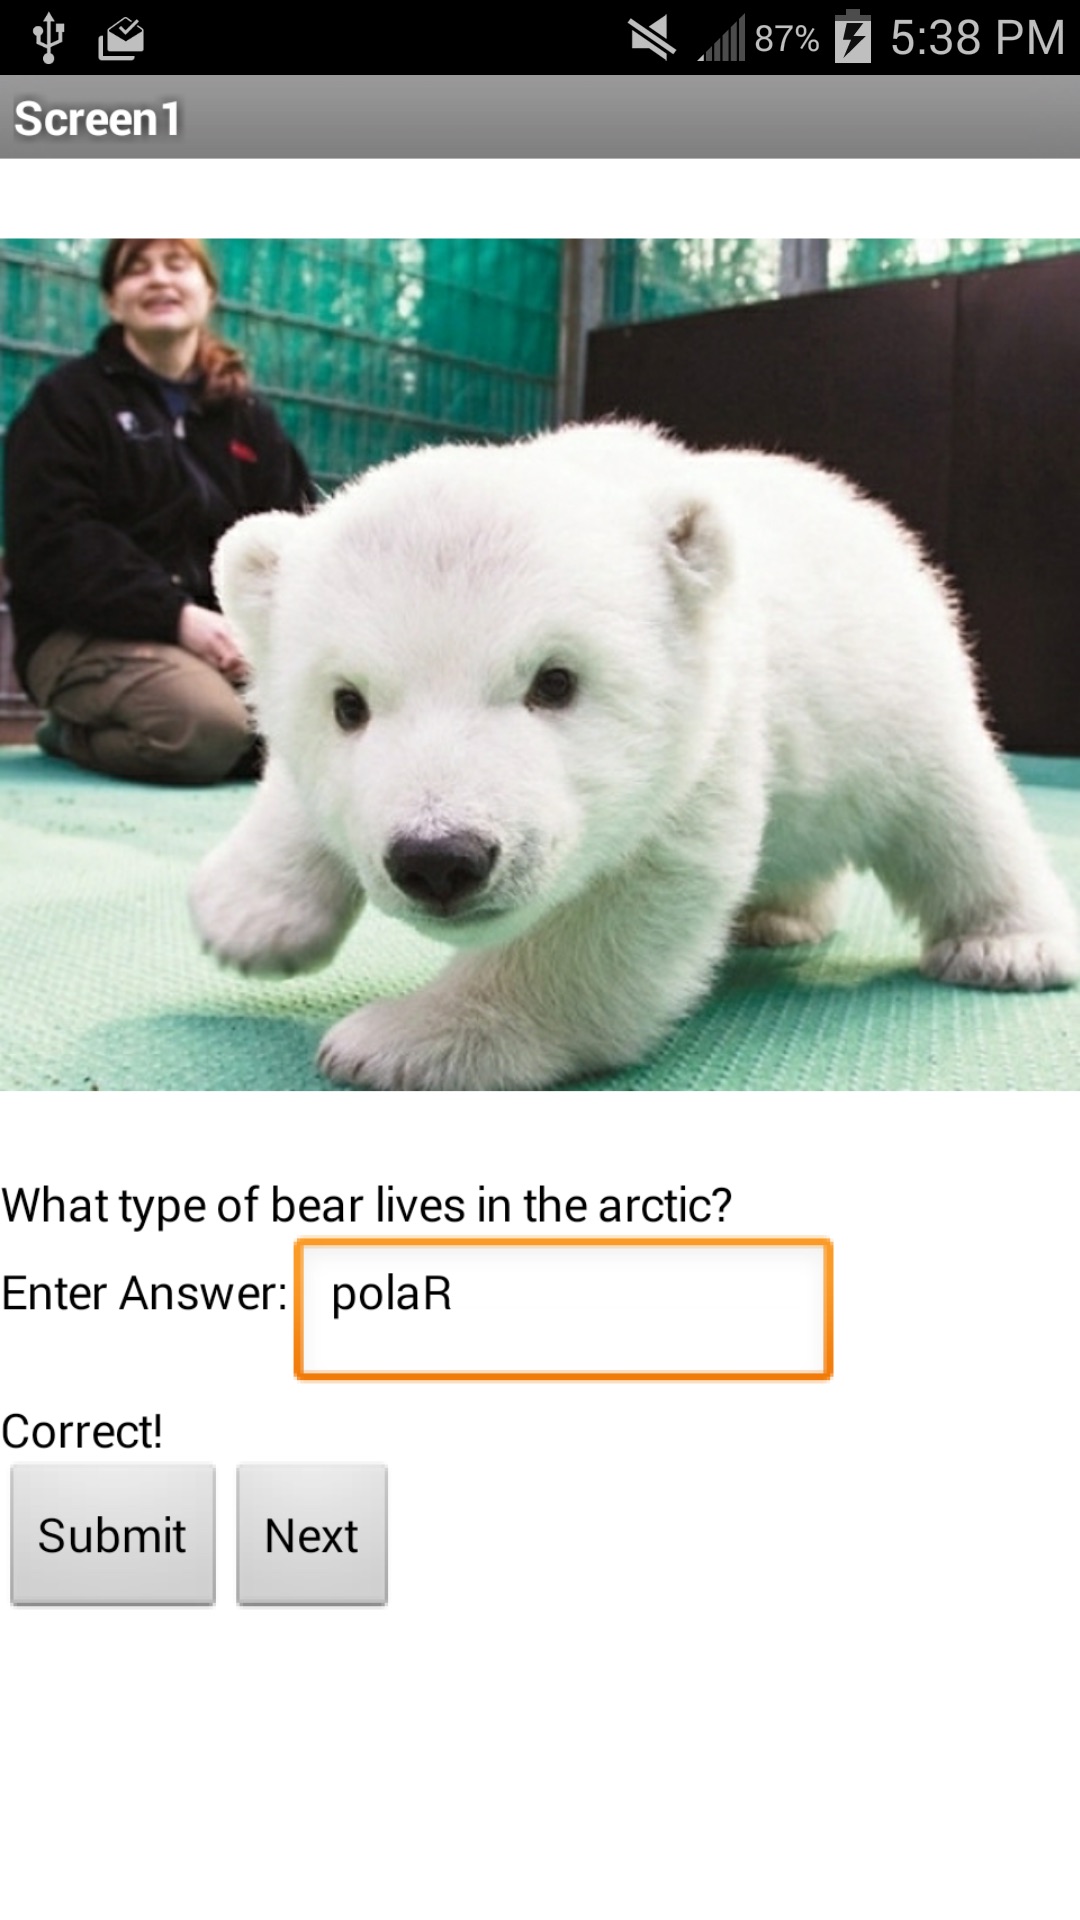 87% 5:38 PM
Screen1
What type of bear lives in the arctic?
Enter Answer: polaR
Correct!
Submit Next